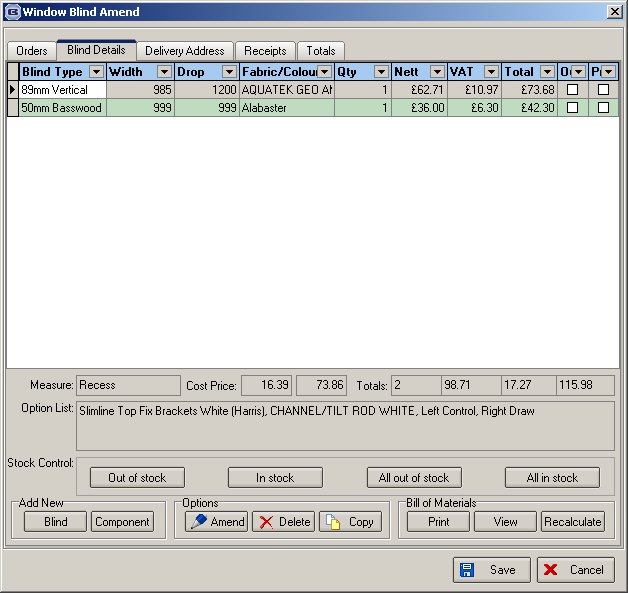 Window Blind Amend
Orders Blind Details Delivery Address Receipts Totals
Blind Type Width Drop Fabric/Colou Qty Nett VAT Total O P
89mm Vertical 985 1200 AQUATEK GEO 1 £62.71 £10.97 £73.68
50mm Basswood 999 999 Alabaster 1 £36.00 £6.30 £42.30
Measure: Recess Cost Price: 16.39 73.86 Totals: 2 98.71 17.27 115.98
Option List: Slimline Top Fix Brackets White (Harris), CHANNEL/TILT ROD WHITE, Left Control, Right Draw
Stock Control: Out of stock In stock All out of stock All in stock
Add New Options Bill of Materials
Blind Component Amend Delete Copy Print View Recalculate
Save Cancel